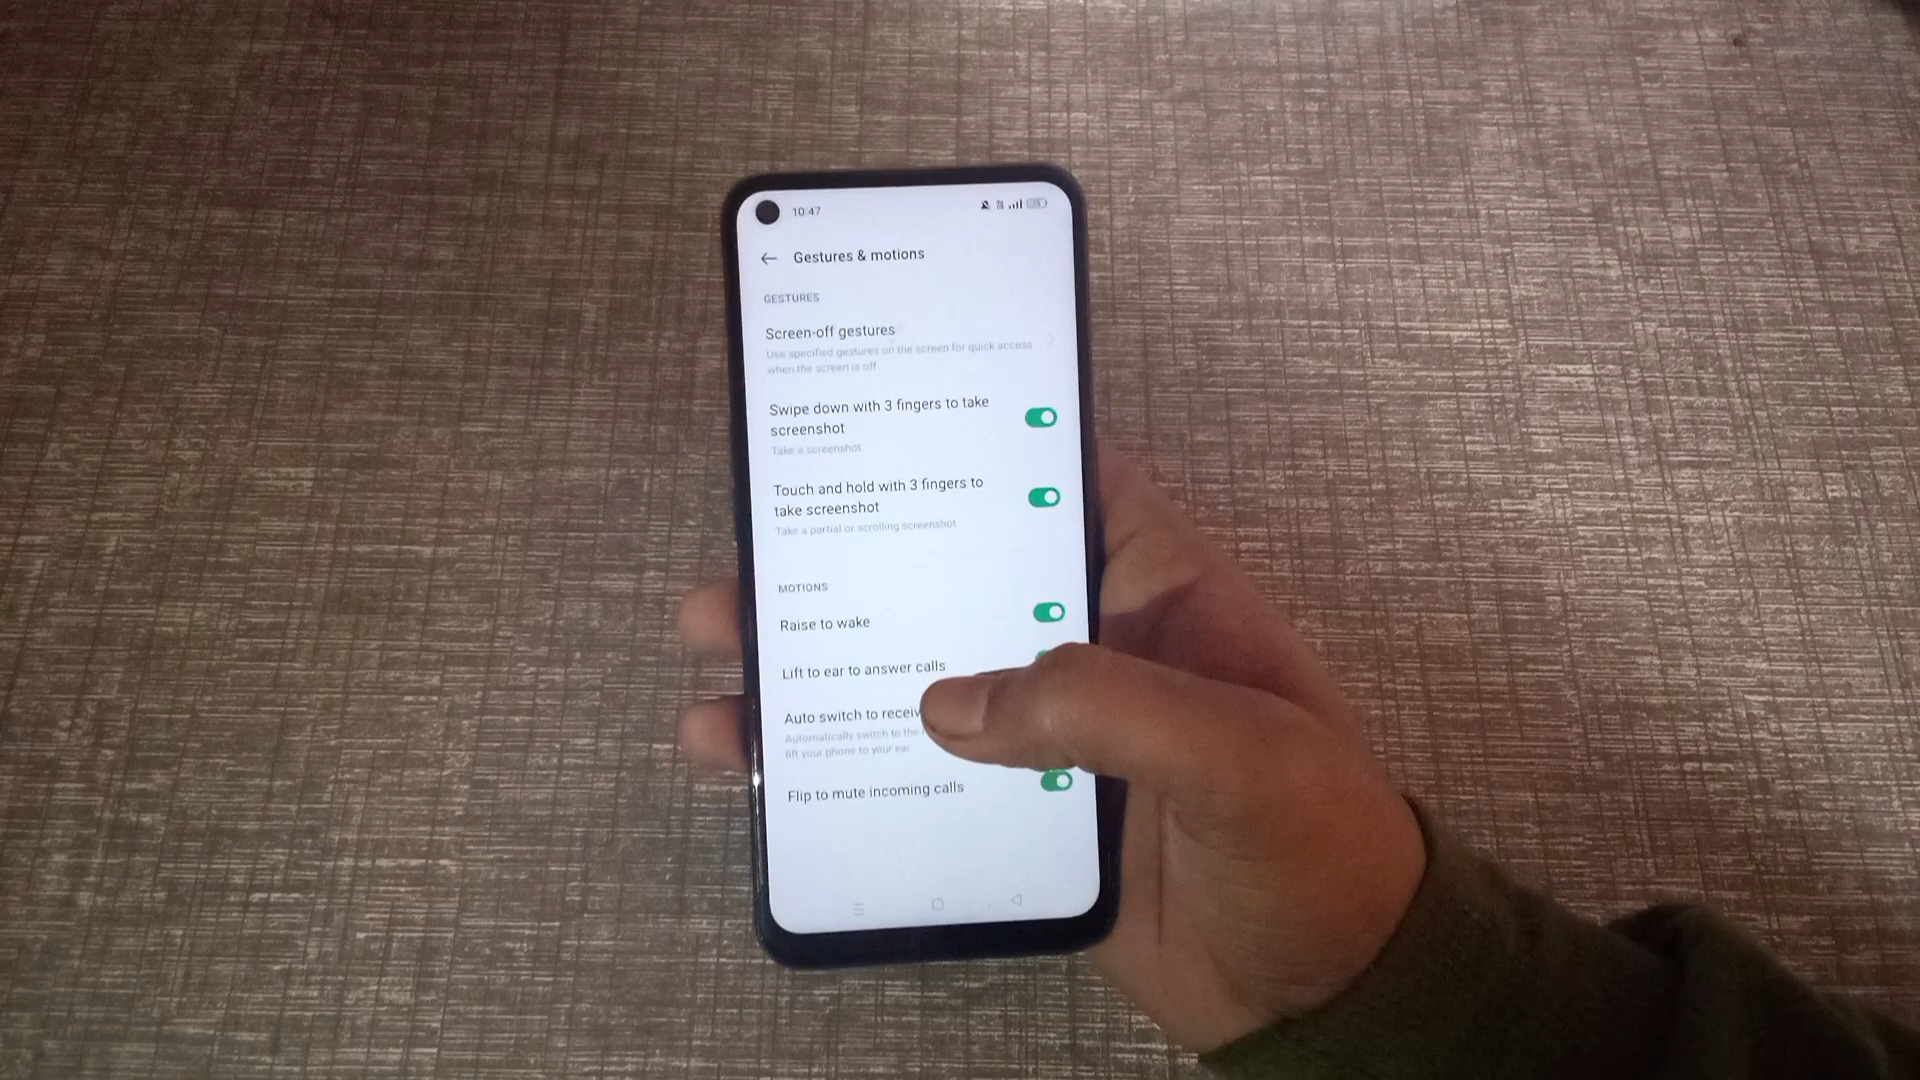 10:47
Gestures & motions
GESTURES
Screen-off gestures
Use specified gestures on the screen for quick access
when the screen is off.
Swipe down with 3 fingers to take
screenshot
Take a screenshot.
Touch and hold with 3 fingers to
take screenshot
Take a partial or scrolling screenshot.
MOTIONS
Raise to wake
Lift to ear to answer calls
Auto switch to
Automatically switch to the
lift your phone to your ear.
Flip to mute incoming calls